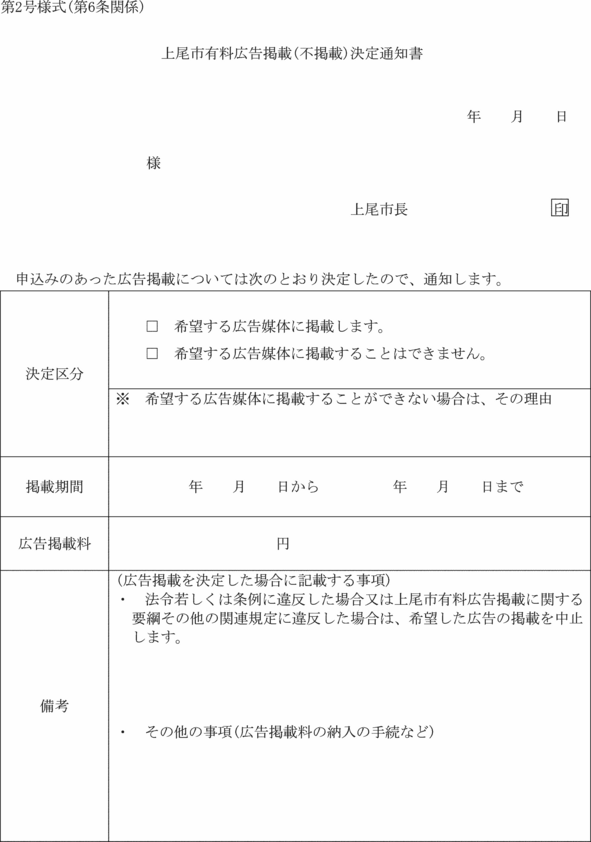 第2号様式(第6条関係)
上尾市有料広告掲載(不掲載)決定通知書
年　　月　　日
様
上尾市長　　　　　　　　　　印
申込みのあった広告掲載については次のとおり決定したので、通知します。
決定区分
□　希望する広告媒体に掲載します。
□　希望する広告媒体に掲載することはできません。
※　希望する広告媒体に掲載することができない場合は、その理由
掲載期間
年　　月　　日から　　　　　年　　月　　日まで
広告掲載料
円
備考
(広告掲載を決定した場合に記載する事項)
・　法令若しくは条例に違反した場合又は上尾市有料広告掲載に関する
要綱その他の関連規定に違反した場合は、希望した広告の掲載を中止
します。
・　その他の事項(広告掲載料の納入の手続など)